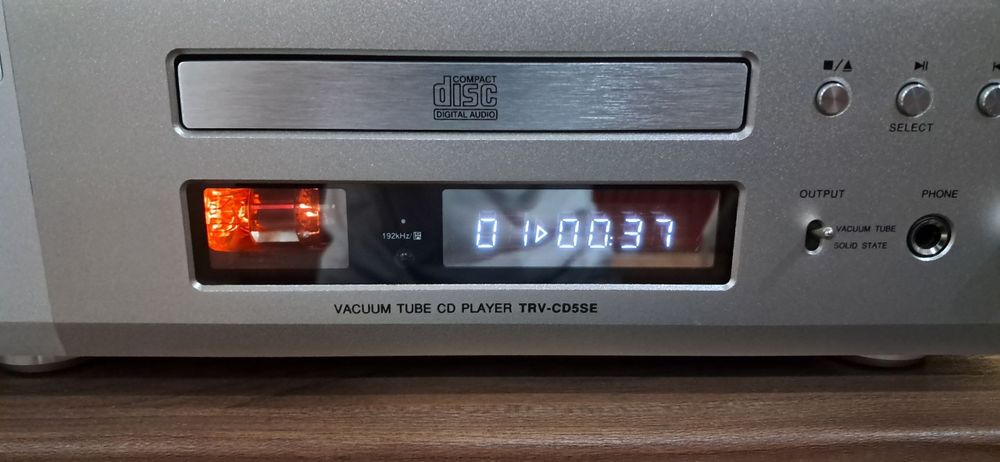 COMPACT
disc
DIGITAL AUDIO
SELECT
192kHz/
01 00:37
OUTPUT
VACUUM TUBE
SOLID STATE
PHONE
VACUUM TUBE CD PLAYER TRV-CD5SE